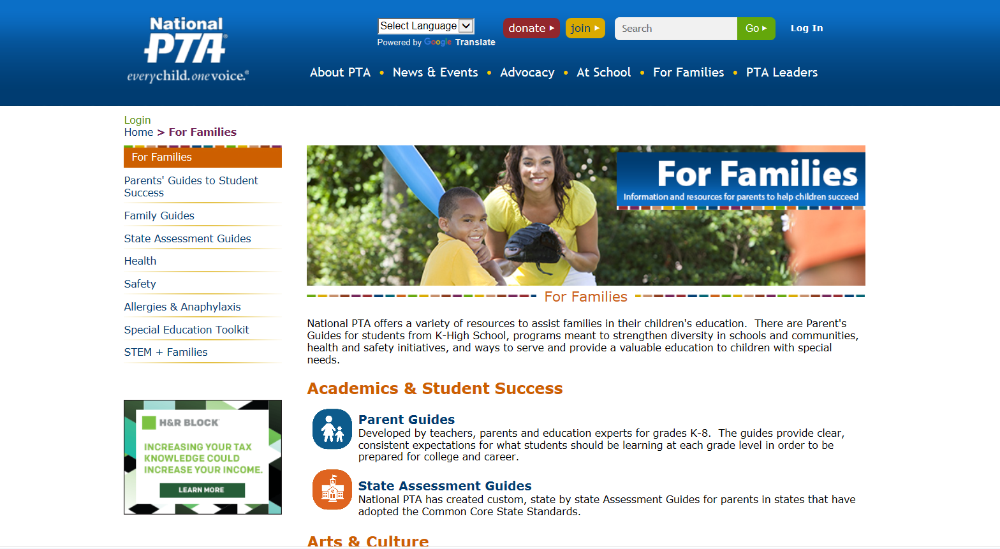 National
PTA®
everychild.onevoice.®
Select Language
Powered by Google Translate
donate
join
Search
Go
Log In
About PTA • News & Events • Advocacy • At School • For Families • PTA Leaders
Login
Home > For Families
For Families
Parents' Guides to Student
Success
Family Guides
State Assessment Guides
Health
Safety
Allergies & Anaphylaxis
Special Education Toolkit
STEM + Families
H&R BLOCK
INCREASING YOUR TAX
KNOWLEDGE COULD
INCREASE YOUR INCOME.
LEARN MORE
For Families
Information and resources for parents to help children succeed
For Families
National PTA offers a variety of resources to assist families in their children's education.  There are Parent's
Guides for students from K-High School, programs meant to strengthen diversity in schools and communities,
health and safety initiatives, and ways to serve and provide a valuable education to children with special
needs.
Academics & Student Success
Parent Guides
Developed by teachers, parents and education experts for grades K-8.  The guides provide clear,
consistent expectations for what students should be learning at each grade level in order to be
prepared for college and career.
State Assessment Guides
National PTA has created custom, state by state Assessment Guides for parents in states that have
adopted the Common Core State Standards.
Arts & Culture